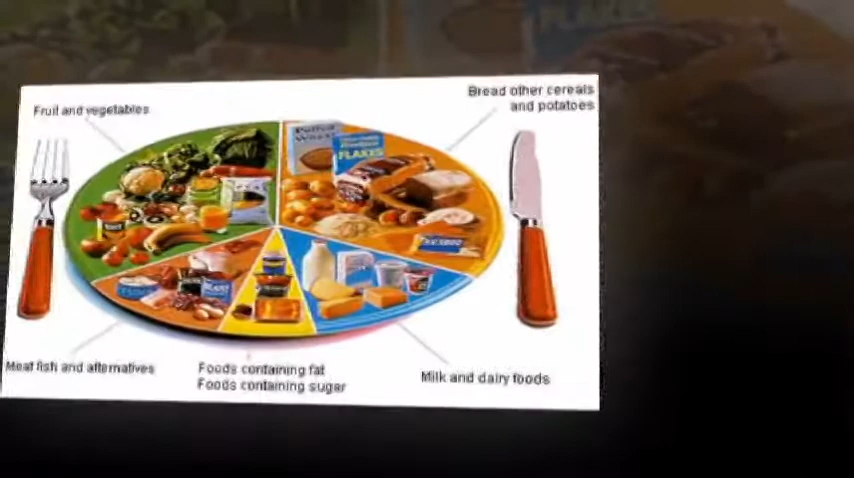 Bread other cereals
and potatoes
Fruit and vegetables
FLAKES
Meat fish and alternatives
Foods containing fat
Foods containing sugar
Milk and dairy foods